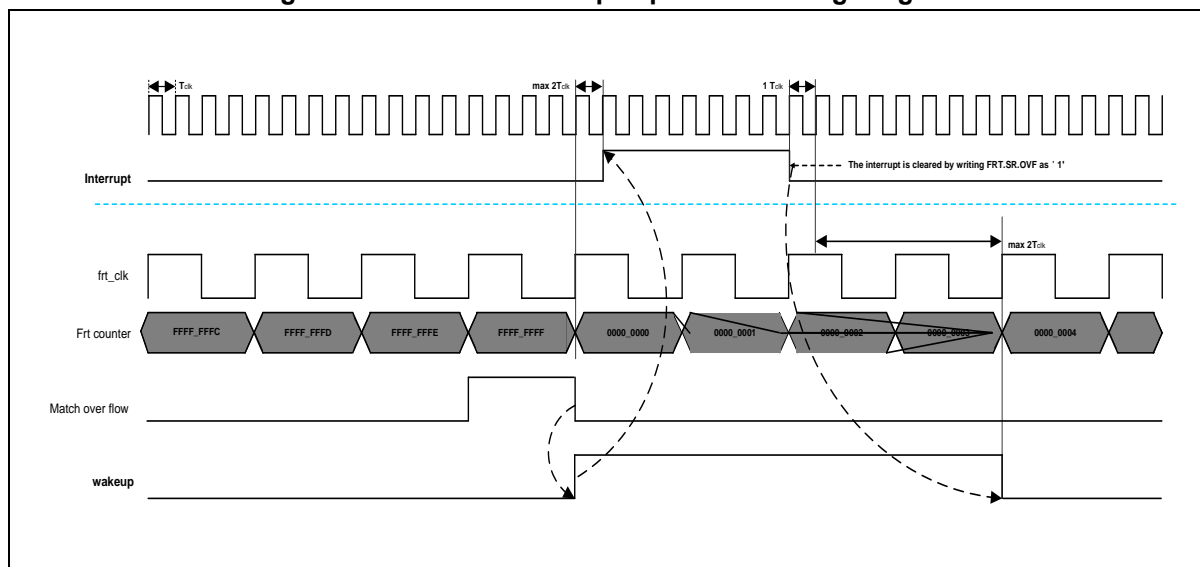 Tclk
max 2Tclk
1 Tclk
Interrupt
The interrupt is cleared by writing FRT.SR.OVF as ' 1'
max 2Tclk
frt_clk
Frt counter
FFFF_FFFC
FFFF_FFFD
FFFF_FFFE
FFFF_FFFF
0000_0000
0000_0001
0000_0002
0000_0003
0000_0004
Match over flow
wakeup